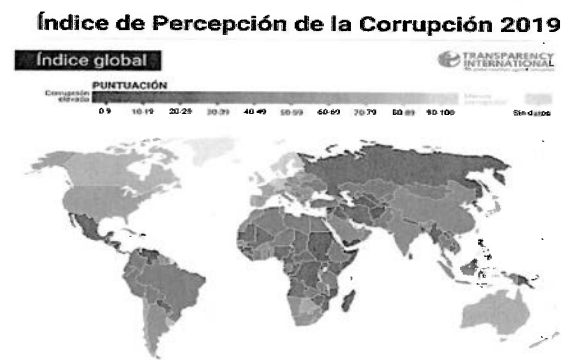 Índice de Percepción de la Corrupción 2019
Índice global
TRANSPARENCY
INTERNATIONAL
PUNTUACIÓN
Corrupción
elevada
0-9 10-19 20-29 30-39 40-49 50-59 60-69 70-79 80-89 90-100
Sin datos